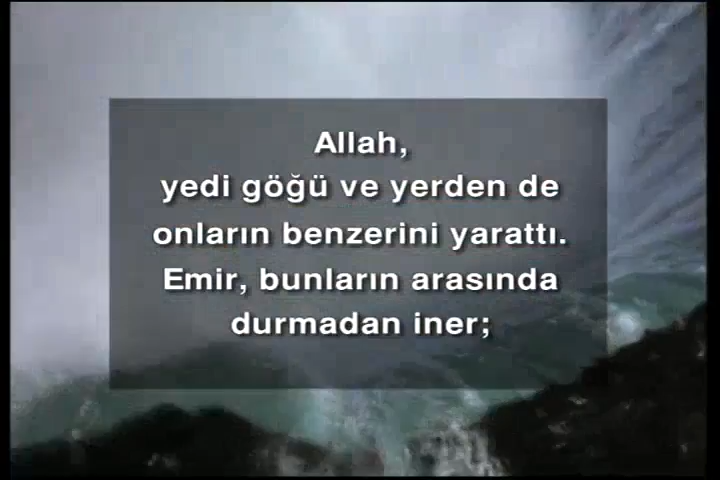 Allah,
yedi göğü ve yerden de
onların benzerini yarattı.
Emir, bunların arasında
durmadan iner;